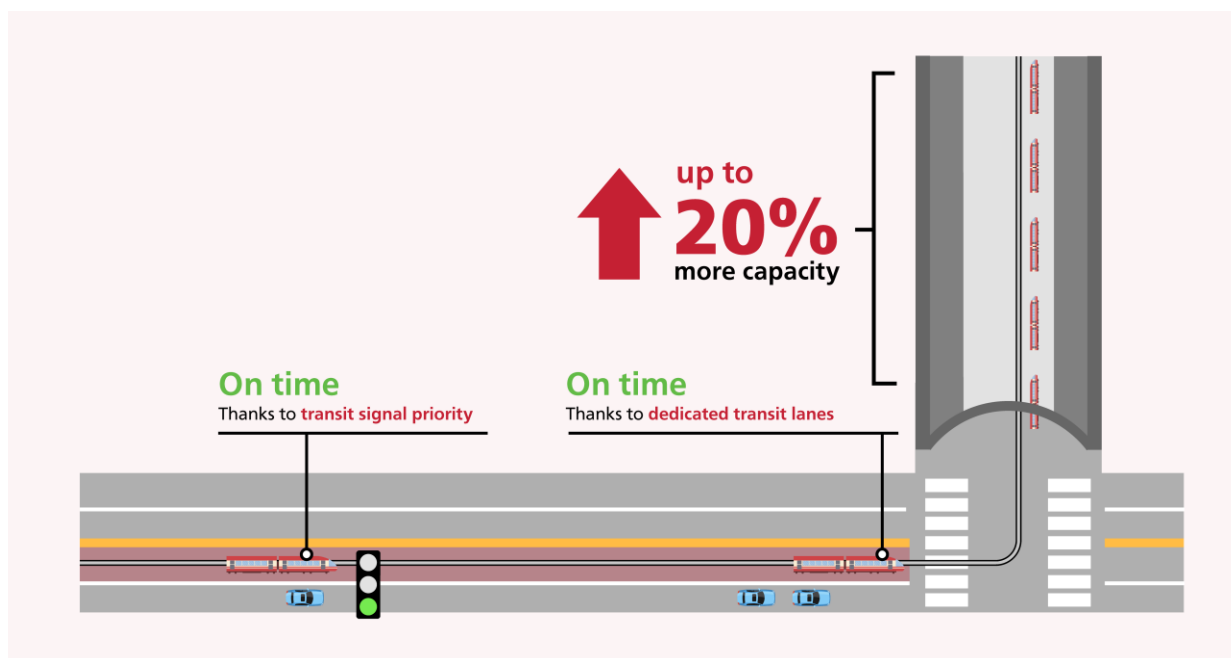 up to
20%
more capacity
On time
Thanks to transit signal priority
On time
Thanks to dedicated transit lanes